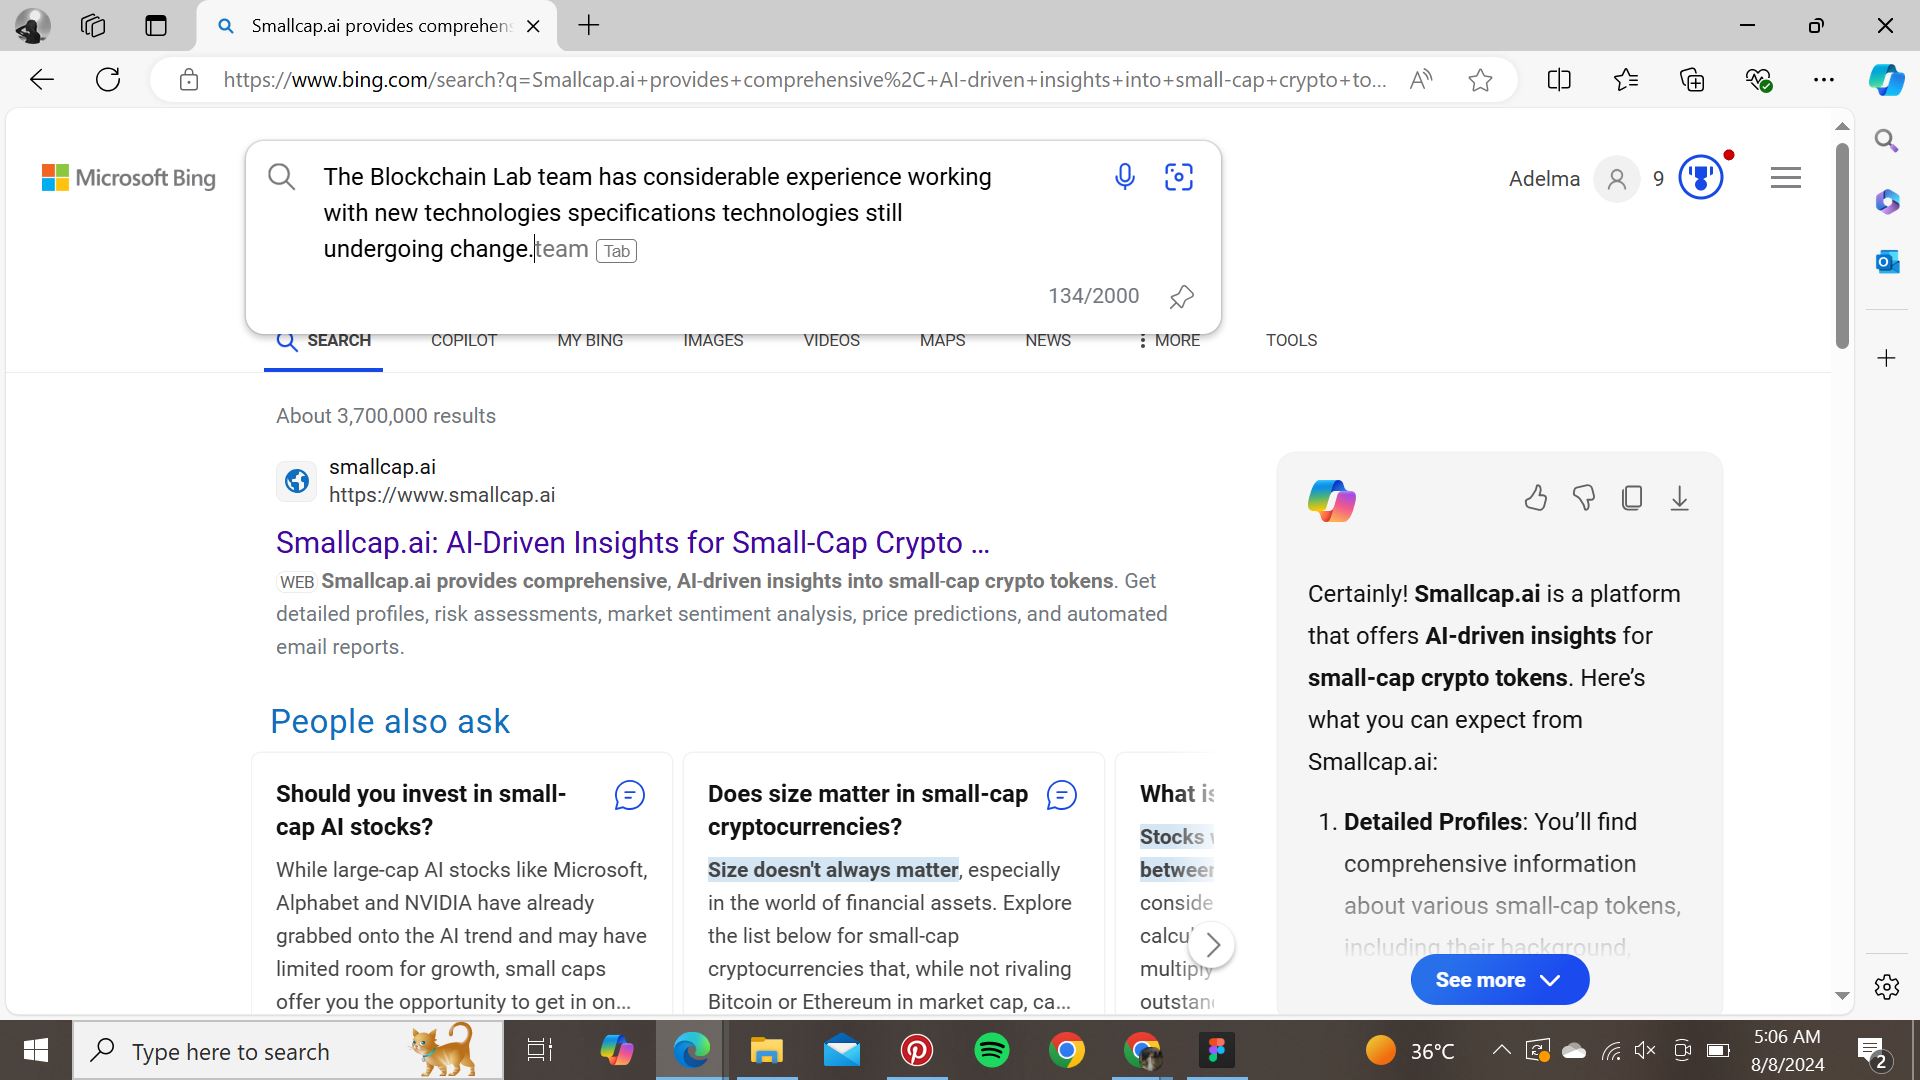 Smallcap.ai provides comprehens
https://www.bing.com/search?q=Smallcap.ai+provides+comprehensive%2C+AI-driven+insights+into+small-cap+crypto+to...
Microsoft Bing
The Blockchain Lab team has considerable experience working
with new technologies specifications technologies still
undergoing change.team Tab
134/2000
Adelma
9
SEARCH
COPILOT
MY BING
IMAGES
VIDEOS
MAPS
NEWS
MORE
TOOLS
About 3,700,000 results
smallcap.ai
https://www.smallcap.ai
Smallcap.ai: AI-Driven Insights for Small-Cap Crypto ...
WEB Smallcap.ai provides comprehensive, AI-driven insights into small-cap crypto tokens. Get
detailed profiles, risk assessments, market sentiment analysis, price predictions, and automated
email reports.
People also ask
Should you invest in small-
cap AI stocks?
While large-cap AI stocks like Microsoft,
Alphabet and NVIDIA have already
grabbed onto the AI trend and may have
limited room for growth, small caps
offer you the opportunity to get in on...
Does size matter in small-cap
cryptocurrencies?
Size doesn't always matter, especially
in the world of financial assets. Explore
the list below for small-cap
cryptocurrencies that, while not rivaling
Bitcoin or Ethereum in market cap, ca...
What is
Stocks
between
conside
calcu
multiply
outstan
Certainly! Smallcap.ai is a platform
that offers AI-driven insights for
small-cap crypto tokens. Here's
what you can expect from
Smallcap.ai:
1. Detailed Profiles: You'll find
comprehensive information
about various small-cap tokens,
including their background,
See more
Type here to search
36°C
5:06 AM
8/8/2024
2